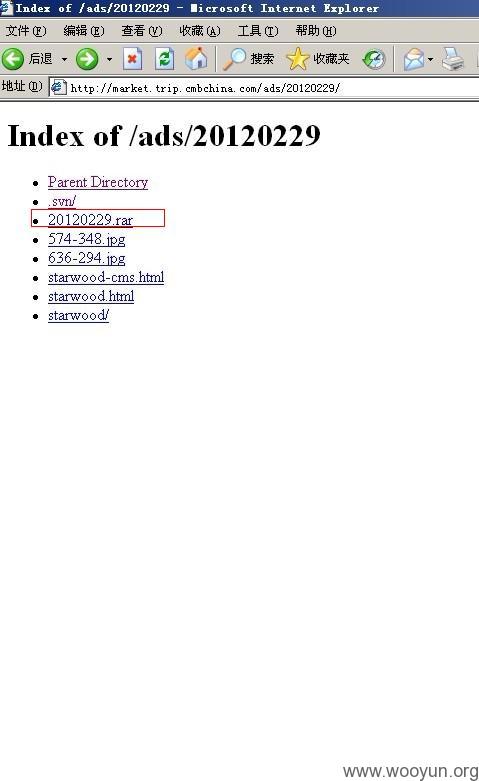 Index of /ads/20120229 - Microsoft Internet Explorer
文件(F) 编辑(E) 查看(V) 收藏(A) 工具(T) 帮助(H)
后退 搜索 收藏夹
地址(D) http://market.trip.cmbchina.com/ads/20120229/
Index of /ads/20120229
Parent Directory
.svn/
20120229.rar
574-348.jpg
636-294.jpg
starwood-cms.html
starwood.html
starwood/
www.wooyun.org